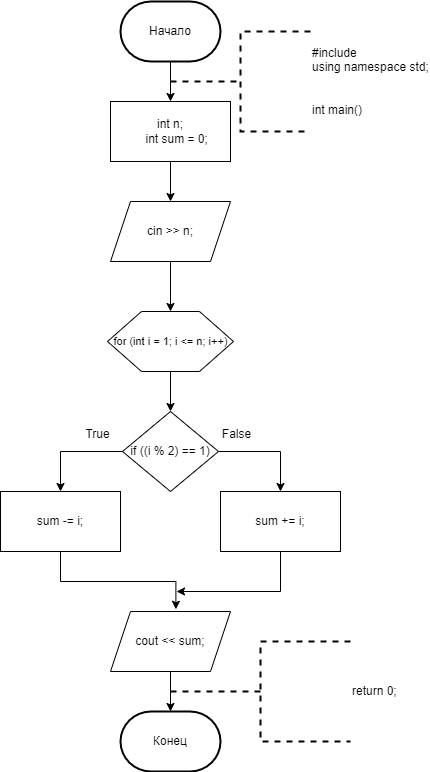 Начало
#include
using namespace std;
int main()
int n;
int sum = 0;
cin >> n;
for (int i = 1; i <= n; i++)
True
False
if ((i % 2) == 1)
sum -= i;
sum += i;
cout << sum;
return 0;
Конец